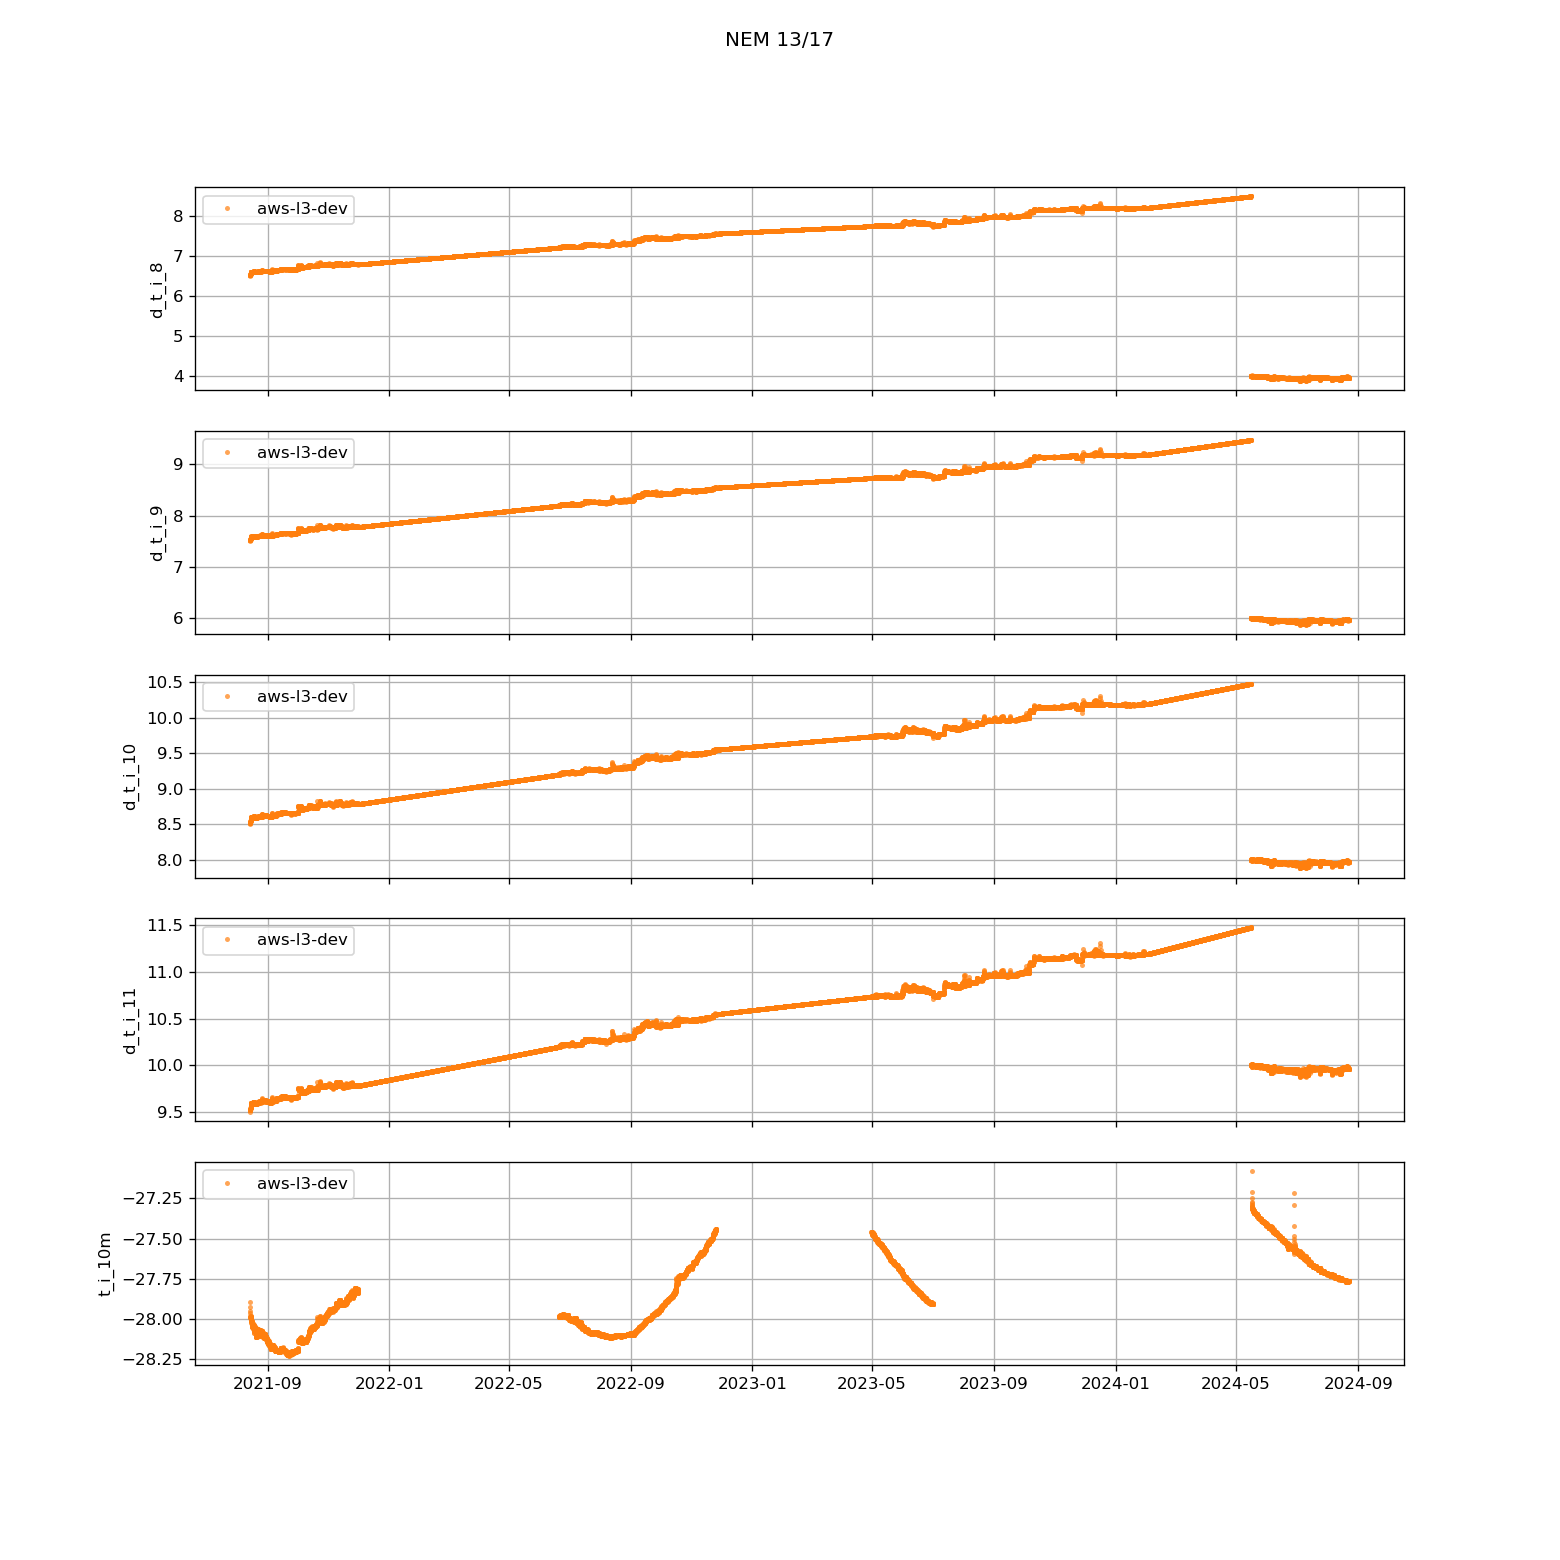 NEM 13/17
aws-l3-dev
d_t_i_8
8
7
6
5
4
aws-l3-dev
d_t_i_9
9
8
7
6
aws-l3-dev
d_t_i_10
10.5
10.0
9.5
9.0
8.5
8.0
aws-l3-dev
d_t_i_11
11.5
11.0
10.5
10.0
9.5
aws-l3-dev
t_i_10m
−27.25
−27.50
−27.75
−28.00
−28.25
2021-09 2022-01 2022-05 2022-09 2023-01 2023-05 2023-09 2024-01 2024-05 2024-09